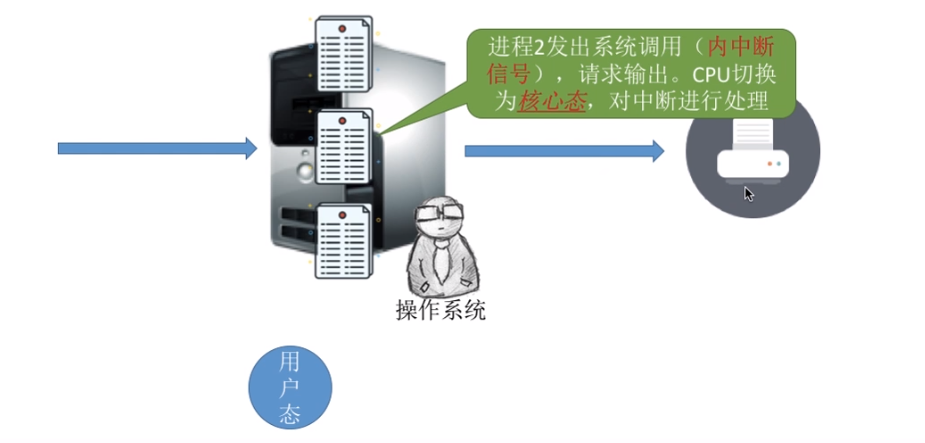 进程2发出系统调用（内中断
信号），请求输出。CPU切换
为核心态，对中断进行处理
操作系统
用
户
态